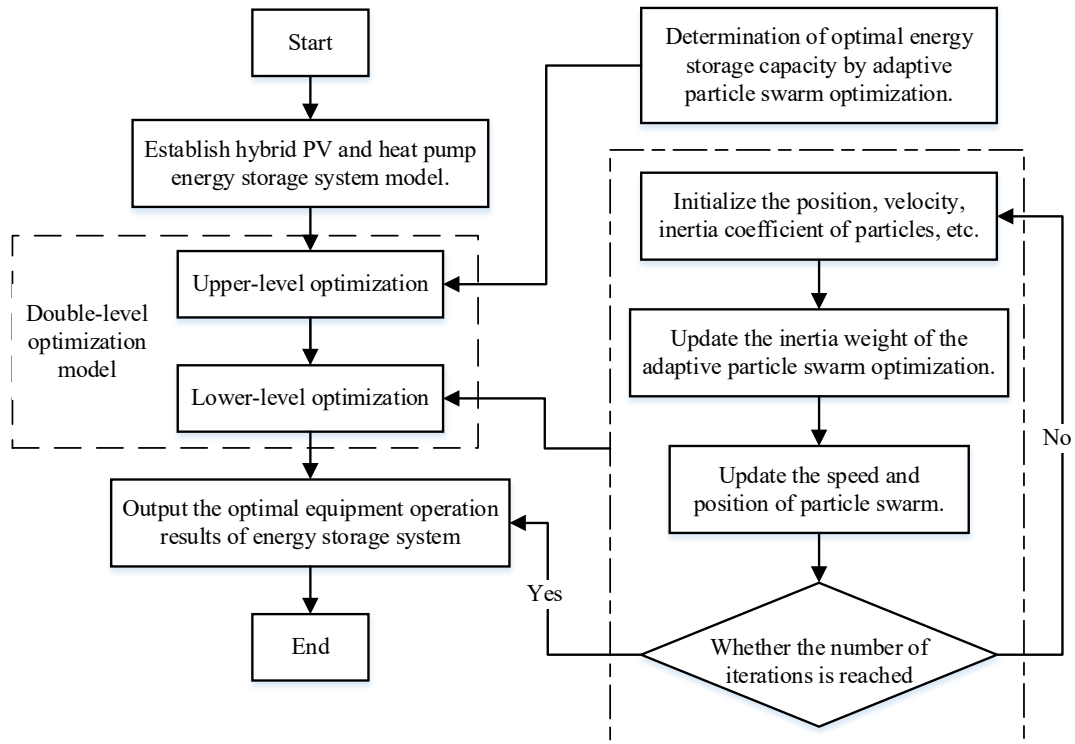 Start
Establish hybrid PV and heat pump
energy storage system model.
Double-level
optimization
model
Upper-level optimization
Lower-level optimization
Output the optimal equipment operation
results of energy storage system
End
Determination of optimal energy
storage capacity by adaptive
particle swarm optimization.
Initialize the position, velocity,
inertia coefficient of particles, etc.
Update the inertia weight of the
adaptive particle swarm optimization.
Update the speed and
position of particle swarm.
Whether the number of
iterations is reached
Yes
No